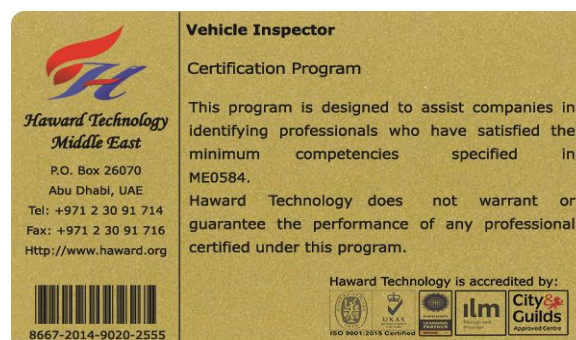 Haward Technology
Middle East
P.O. Box 26070
Abu Dhabi, UAE
Tel: +971 2 30 91 714
Fax: +971 2 30 91 716
Http://www.haward.org
8667-2014-9020-2555
Vehicle Inspector
Certification Program
This program is designed to assist companies in
identifying professionals who have satisfied the
minimum competencies specified in
ME0584.
Haward Technology does not warrant or
guarantee the performance of any professional
certified under this program.
Haward Technology is accredited by:
UKAS
ISO 9001:2015 Certified
ilm
City&
Guilds
Approved Centre